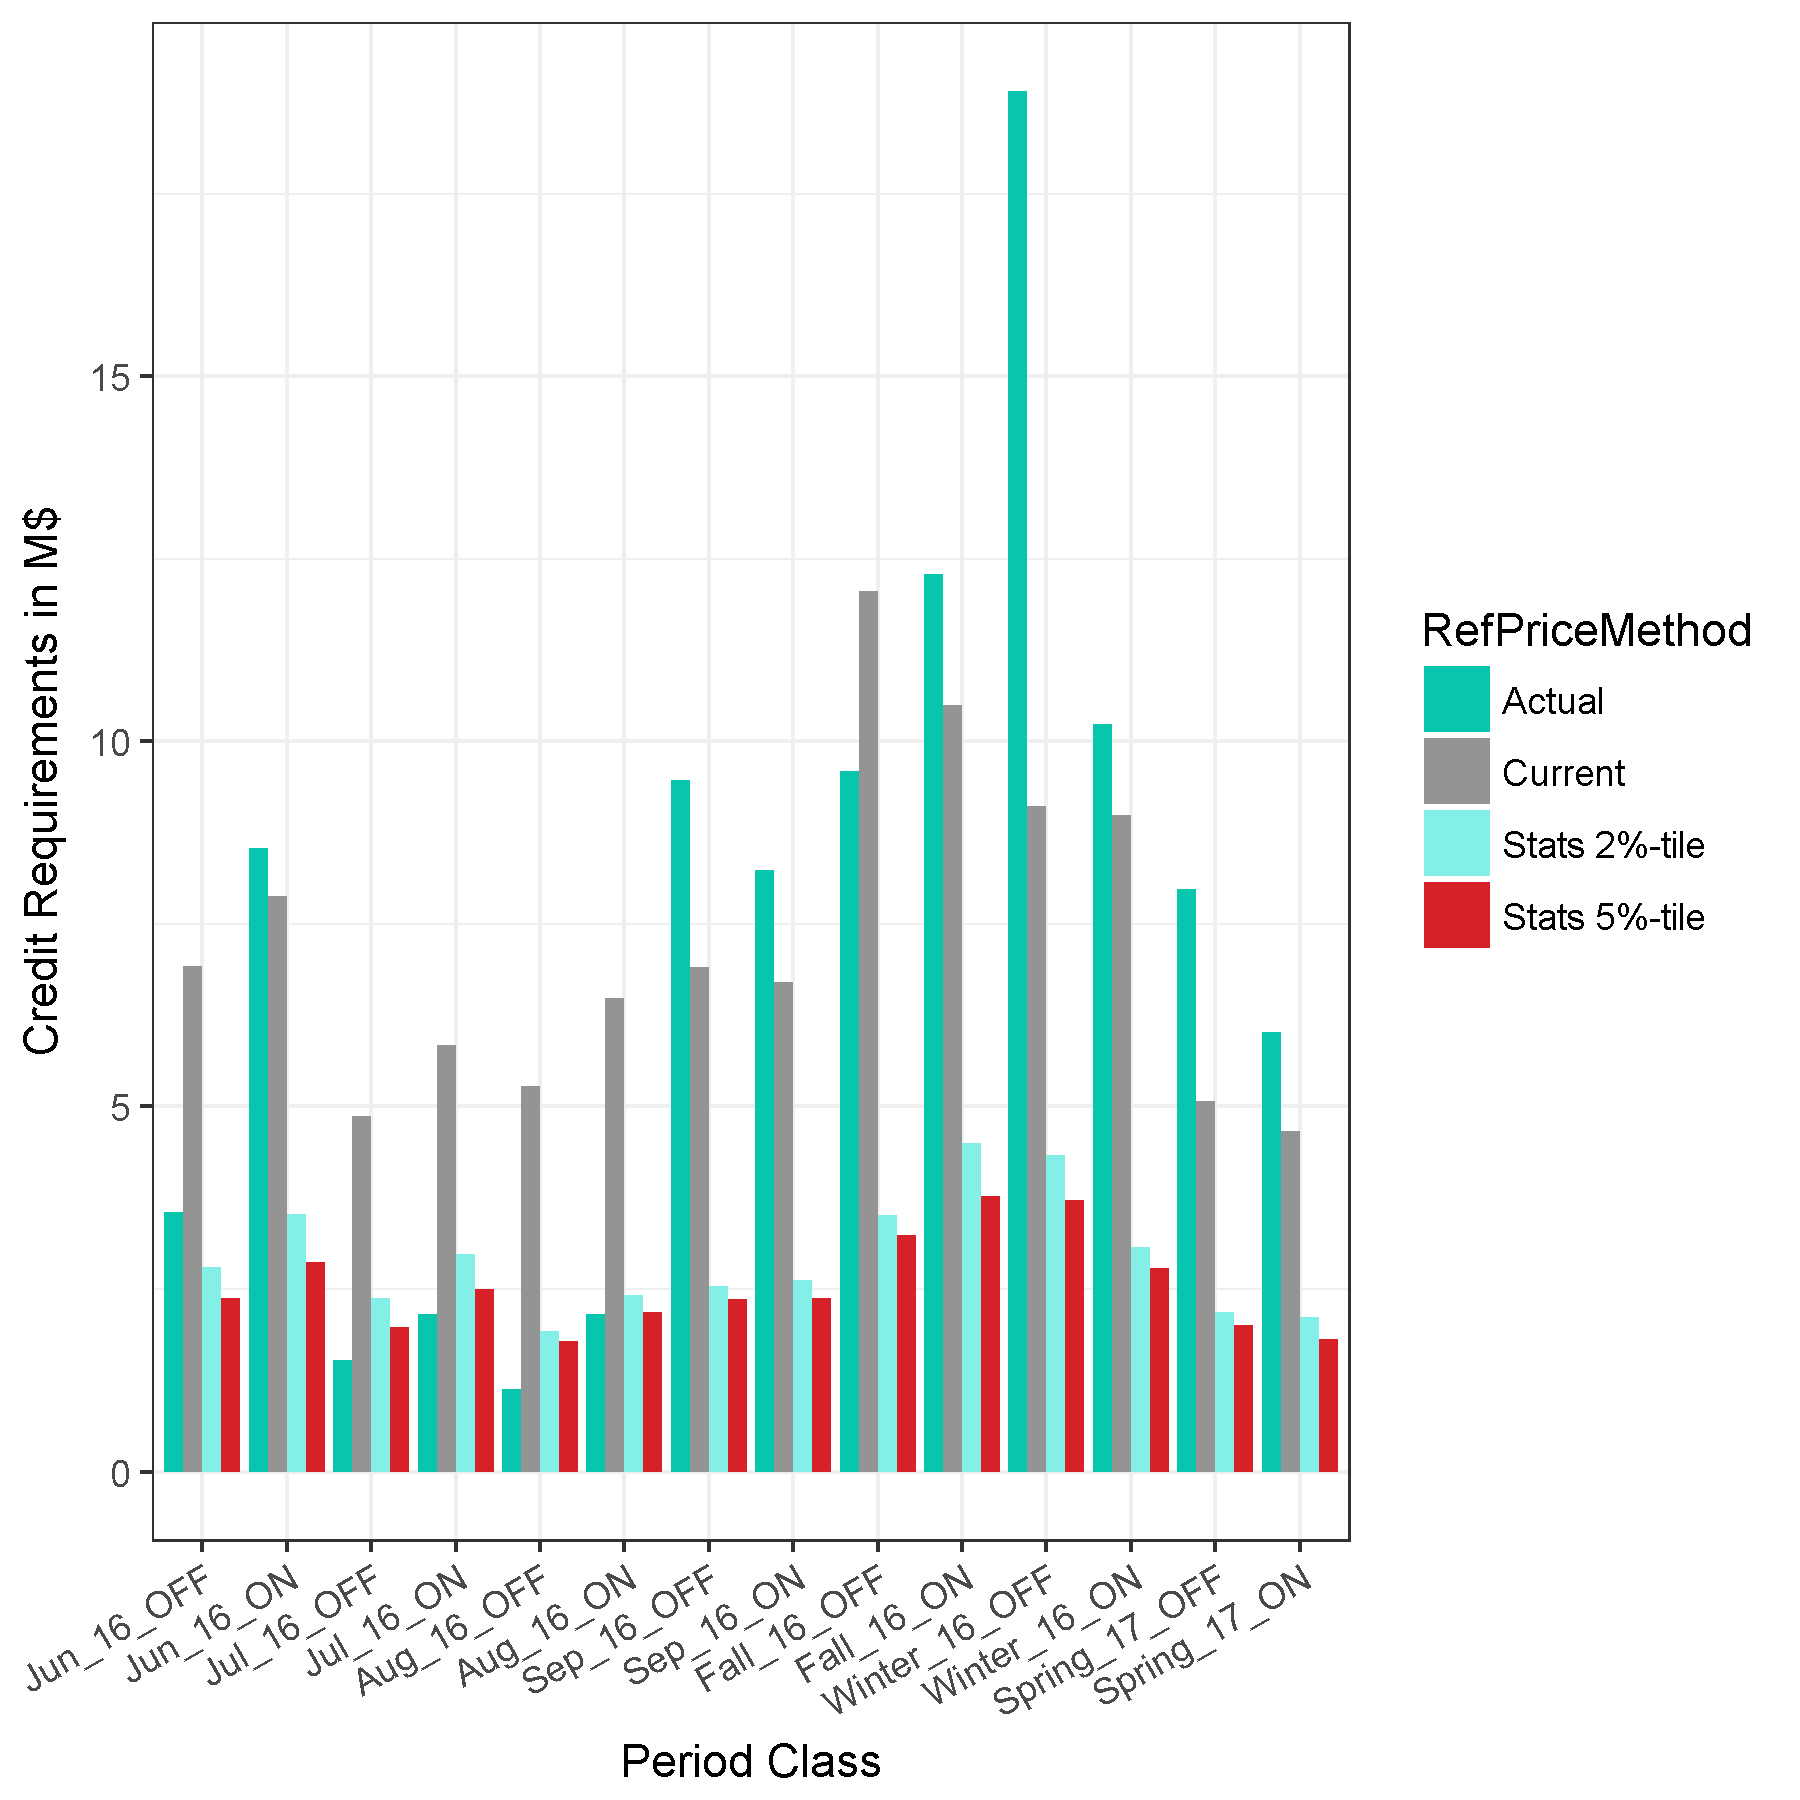 Credit Requirements in M$
15
10
5
0
Jun_16_OFF
Jun_16_ON
Jul_16_OFF
Jul_16_ON
Aug_16_OFF
Aug_16_ON
Sep_16_OFF
Sep_16_ON
Fall_16_OFF
Fall_16_ON
Winter_16_OFF
Winter_16_ON
Spring_17_OFF
Spring_17_ON
Period Class
RefPriceMethod
Actual
Current
Stats 2%-tile
Stats 5%-tile